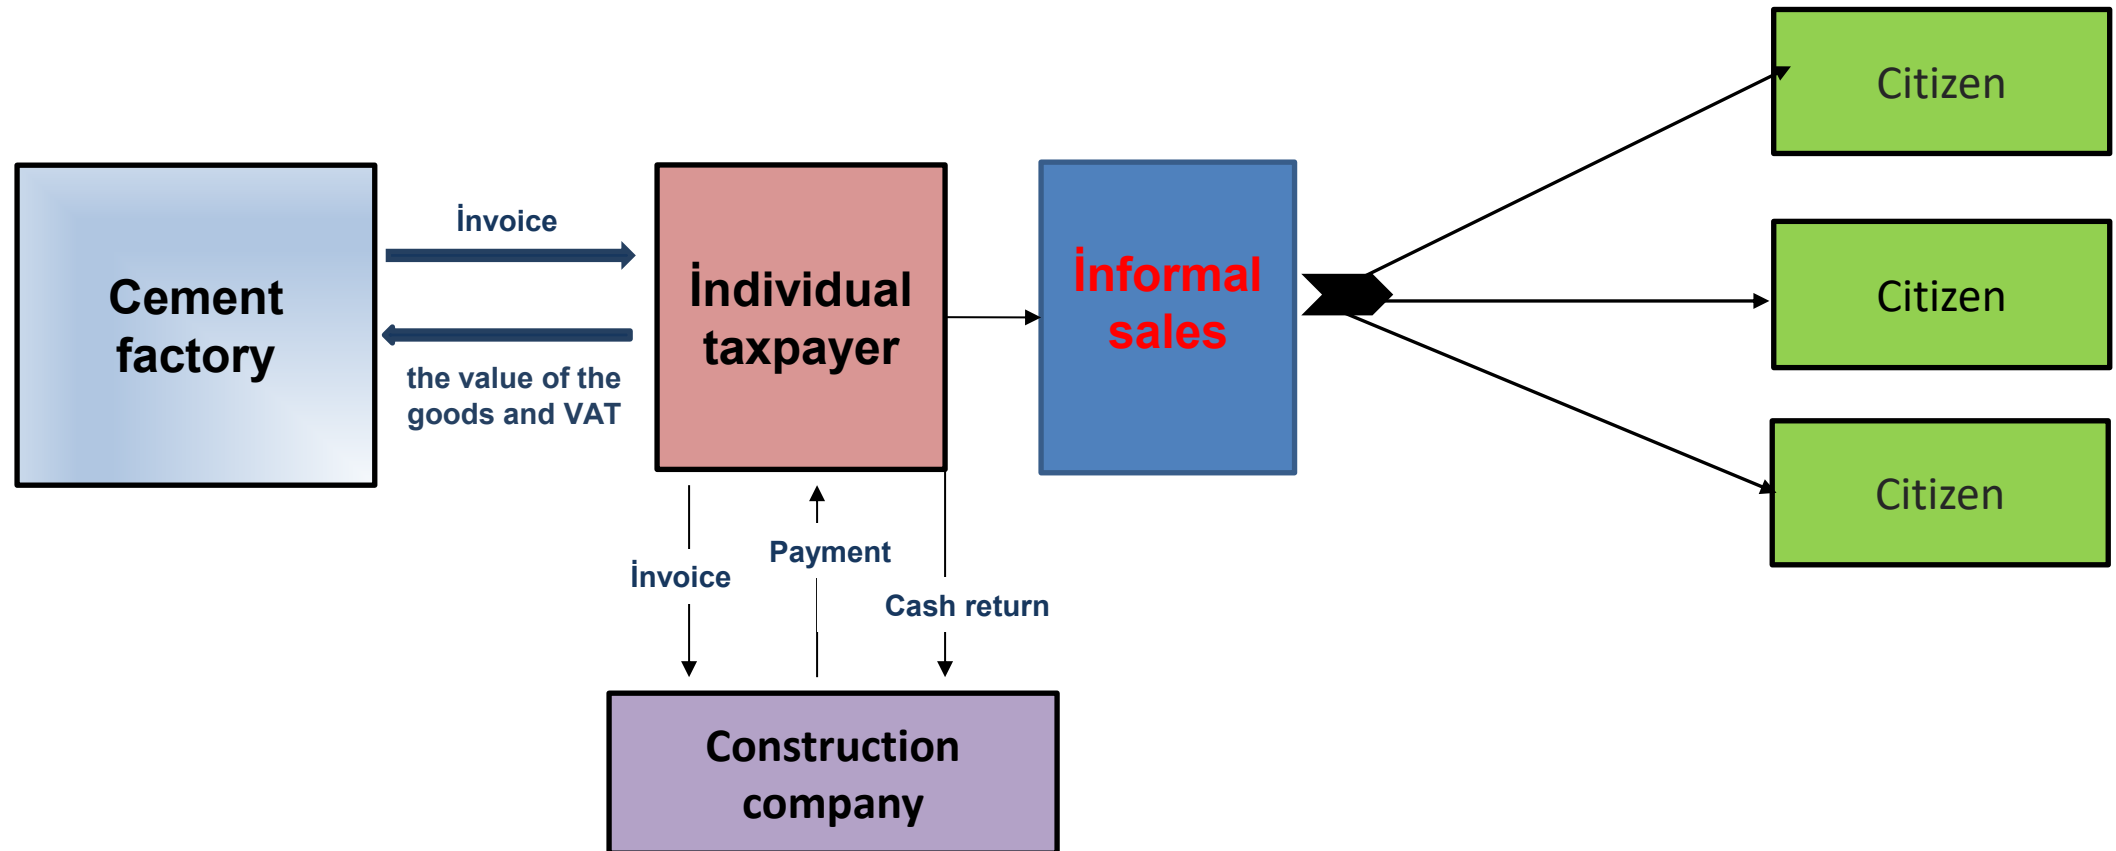 Citizen
İnvoice
Cement
factory
the value of the
goods and VAT
İndividual
taxpayer
İnformal
sales
Citizen
Citizen
İnvoice
Payment
Cash return
Construction
company